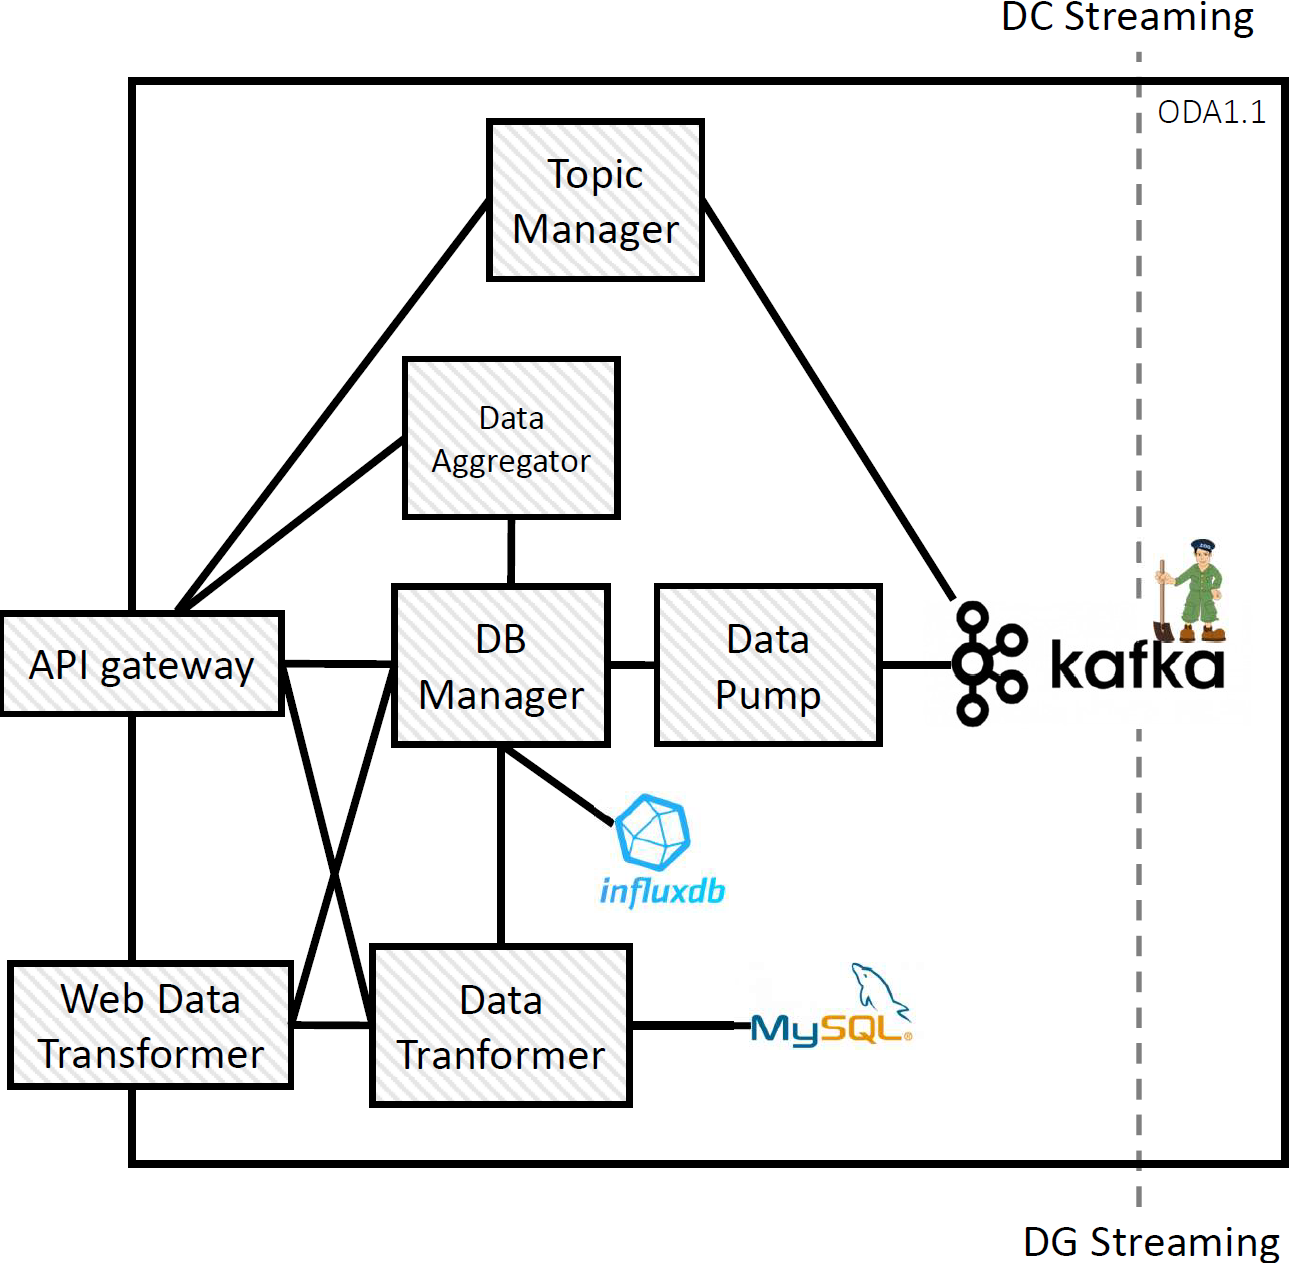 DC Streaming
ODA1.1
Topic
Manager
Data
Aggregator
API gateway
DB
Manager
Data
Pump
kafka
influxdb
Web Data
Transformer
Data
Tranformer
MySQL®
DG Streaming